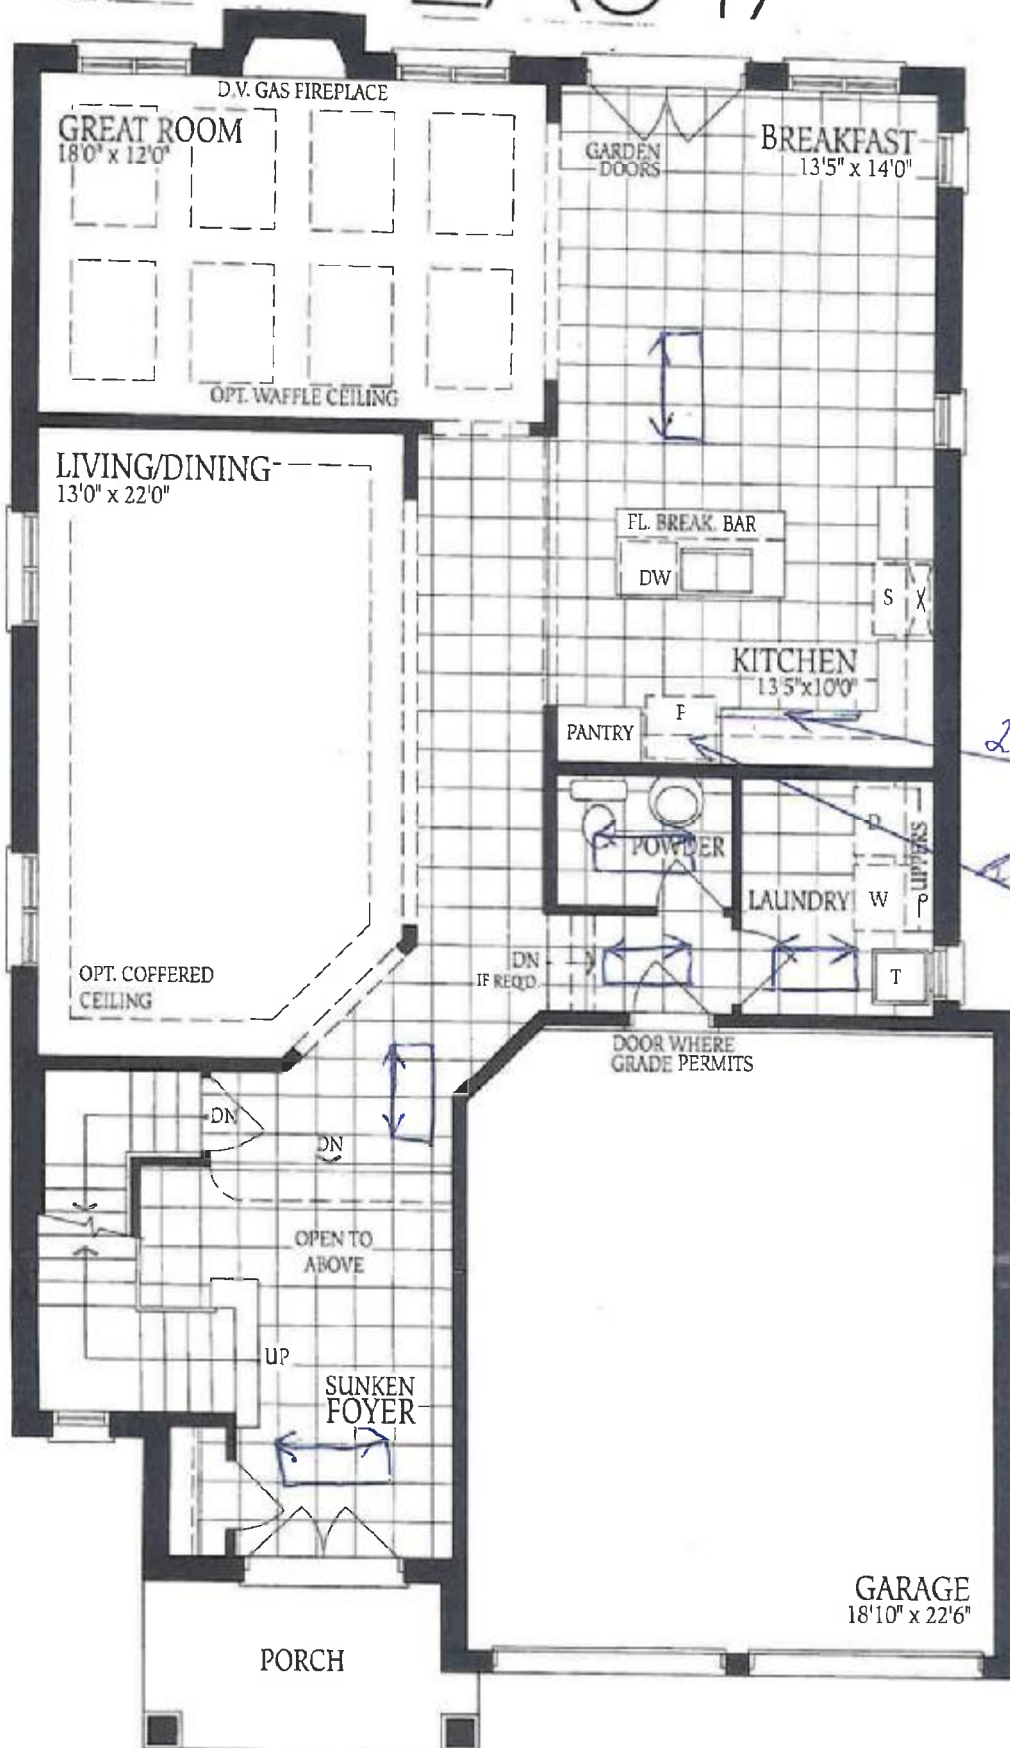 D.V. GAS FIREPLACE
GREAT ROOM
18'0" x 12'0"
OPT. WAFFLE CEILING
GARDEN
DOORS
BREAKFAST
13'5" x 14'0"
LIVING/DINING
13'0" x 22'0"
OPT. COFFERED
CEILING
FL. BREAK. BAR
DW
S
KITCHEN
13'5"x10'0"
PANTRY
F
2
POWDER
LAUNDRY
D
W
UPPERS
T
DN
IF REQ'D.
DOOR WHERE
GRADE PERMITS
DN
DN
OPEN TO
ABOVE
UP
SUNKEN
FOYER
GARAGE
18'10" x 22'6"
PORCH